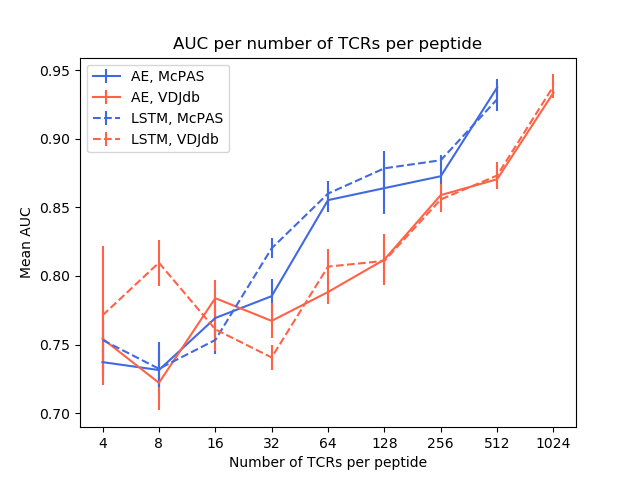 AUC per number of TCRs per peptide
AE, McPAS
AE, VDJdb
LSTM, McPAS
LSTM, VDJdb
Mean AUC
0.95
0.90
0.85
0.80
0.75
0.70
4 8 16 32 64 128 256 512 1024
Number of TCRs per peptide